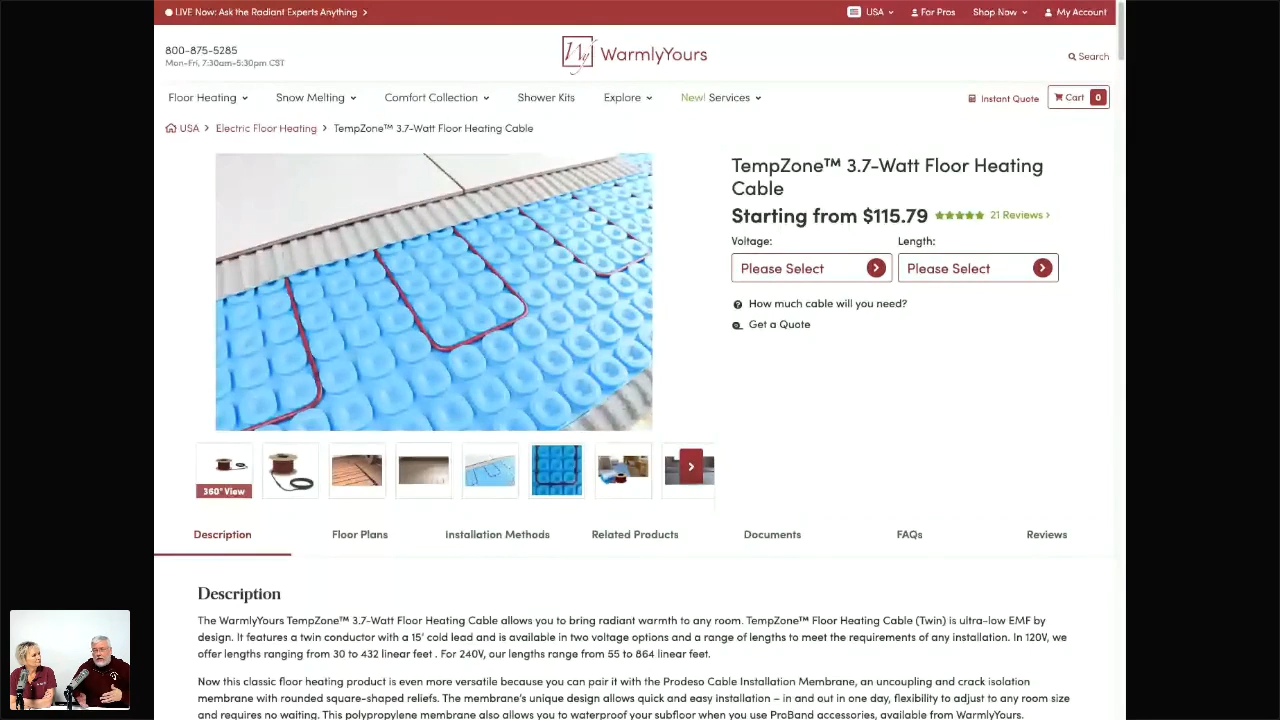 LIVE Now: Ask the Radiant Experts Anything
USA
For Pros
Shop Now
My Account
800-875-5285
Mon-Fri, 7:30am-5:30pm CST
Wy WarmlyYours
Search
Floor Heating
Snow Melting
Comfort Collection
Shower Kits
Explore
New! Services
Instant Quote
Cart 0
USA > Electric Floor Heating > TempZone™ 3.7-Watt Floor Heating Cable
TempZone™ 3.7-Watt Floor Heating
Cable
Starting from $115.79 21 Reviews
Voltage: Length:
Please Select Please Select
How much cable will you need?
Get a Quote
360° View
Description
Floor Plans
Installation Methods
Related Products
Documents
FAQs
Reviews
Description
The WarmlyYours TempZone™ 3.7-Watt Floor Heating Cable allows you to bring radiant warmth to any room. TempZone™ Floor Heating Cable (Twin) is ultra-low EMF by
design. It features a twin conductor with a 15' cold lead and is available in two voltage options and a range of lengths to meet the requirements of any installation. In 120V, we
offer lengths ranging from 30 to 432 linear feet . For 240V, our lengths range from 55 to 864 linear feet.
Now this classic floor heating product is even more versatile because you can pair it with the Prodeso Cable Installation Membrane, an uncoupling and crack isolation
membrane with rounded square-shaped reliefs. The membrane's unique design allows quick and easy installation – in and out in one day, flexibility to adjust to any room size
and requires no waiting. This polypropylene membrane also allows you to waterproof your subfloor when you use ProBand accessories, available from WarmlyYours.